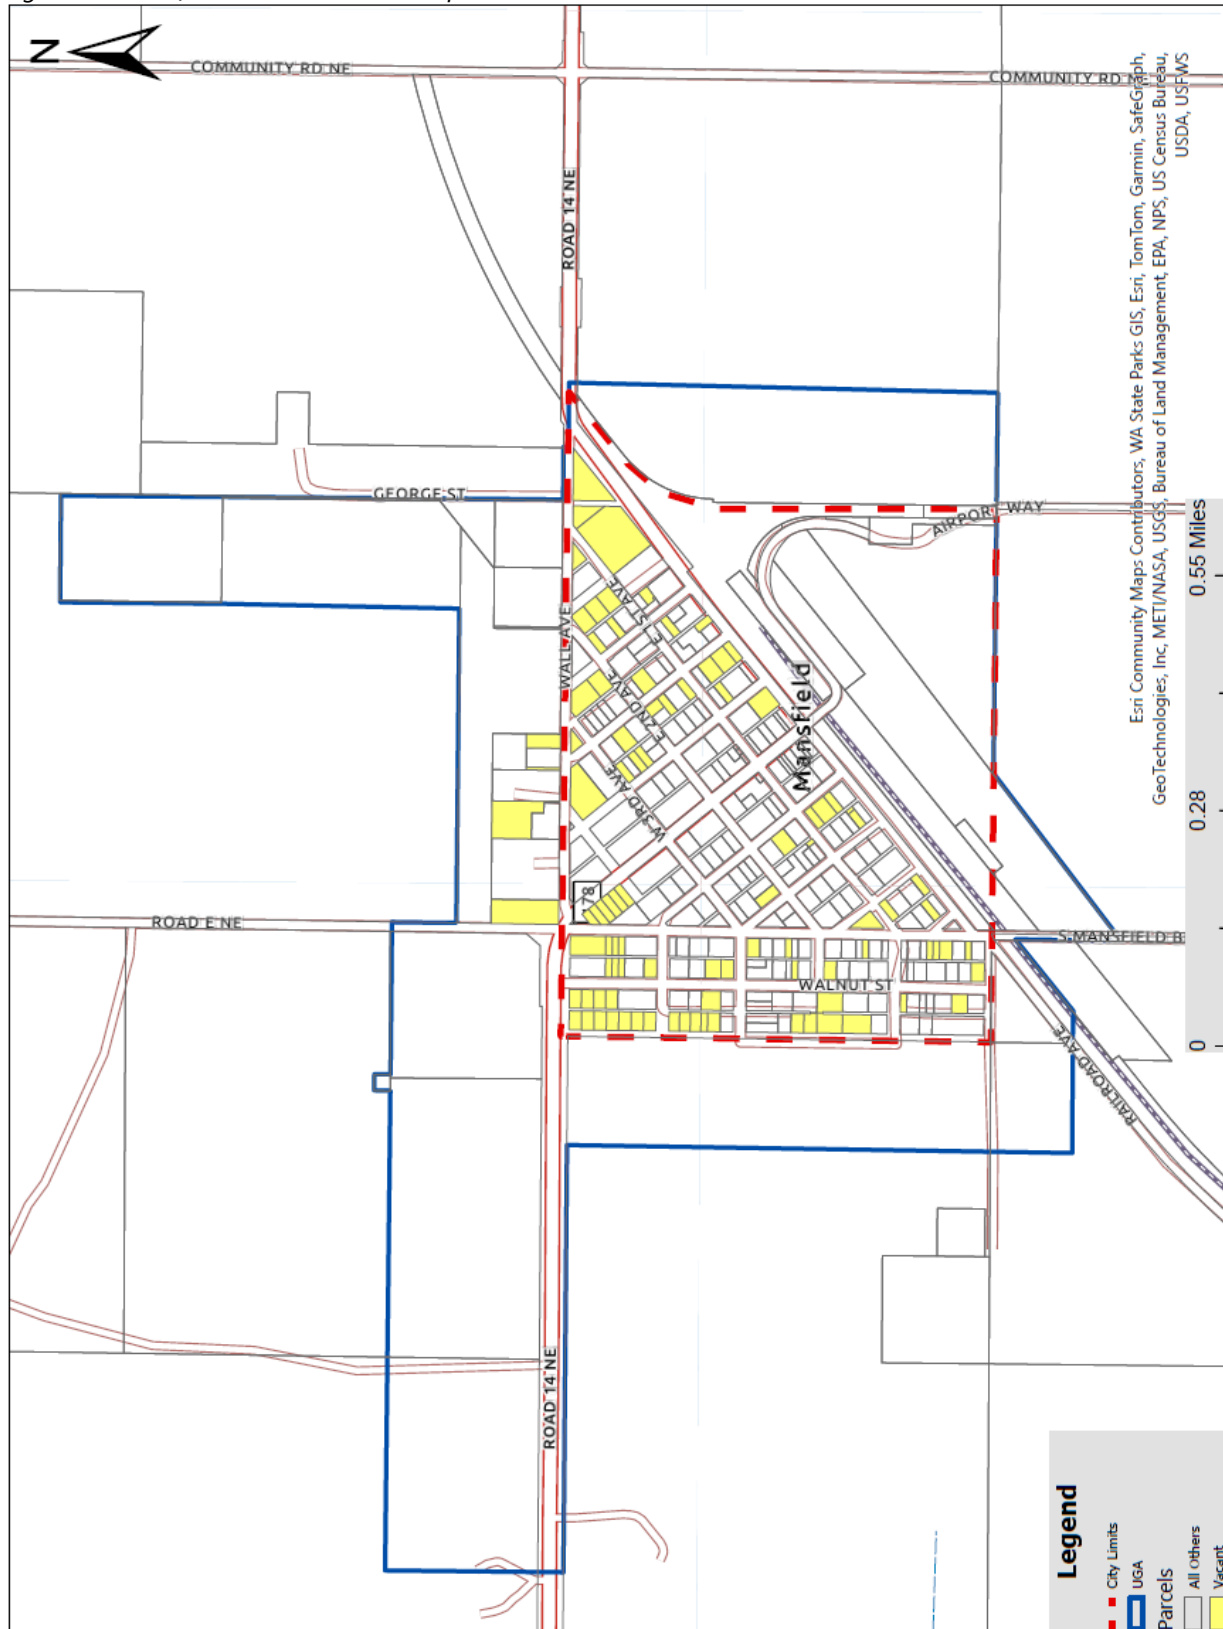 N
COMMUNITY RD NE
COMMUNITY RD N
ROAD 14 NE
GEORGE ST
AIRPORT WAY
WALL AVE
E 1ST AVE
E 2ND AVE
W 3RD AVE
Mansfield
78
ROAD E NE
S MANSFIELD B
WALNUT ST
RAILROAD AVE
ROAD 14 NE
Esri Community Maps Contributors, WA State Parks GIS, Esri, TomTom, Garmin, SafeGraph,
GeoTechnologies, Inc, METI/NASA, USGS, Bureau of Land Management, EPA, NPS, US Census Bureau,
USDA, USFWS
0 0.28 0.55 Miles
Legend
City Limits
UGA
Parcels
All Others
Vacant